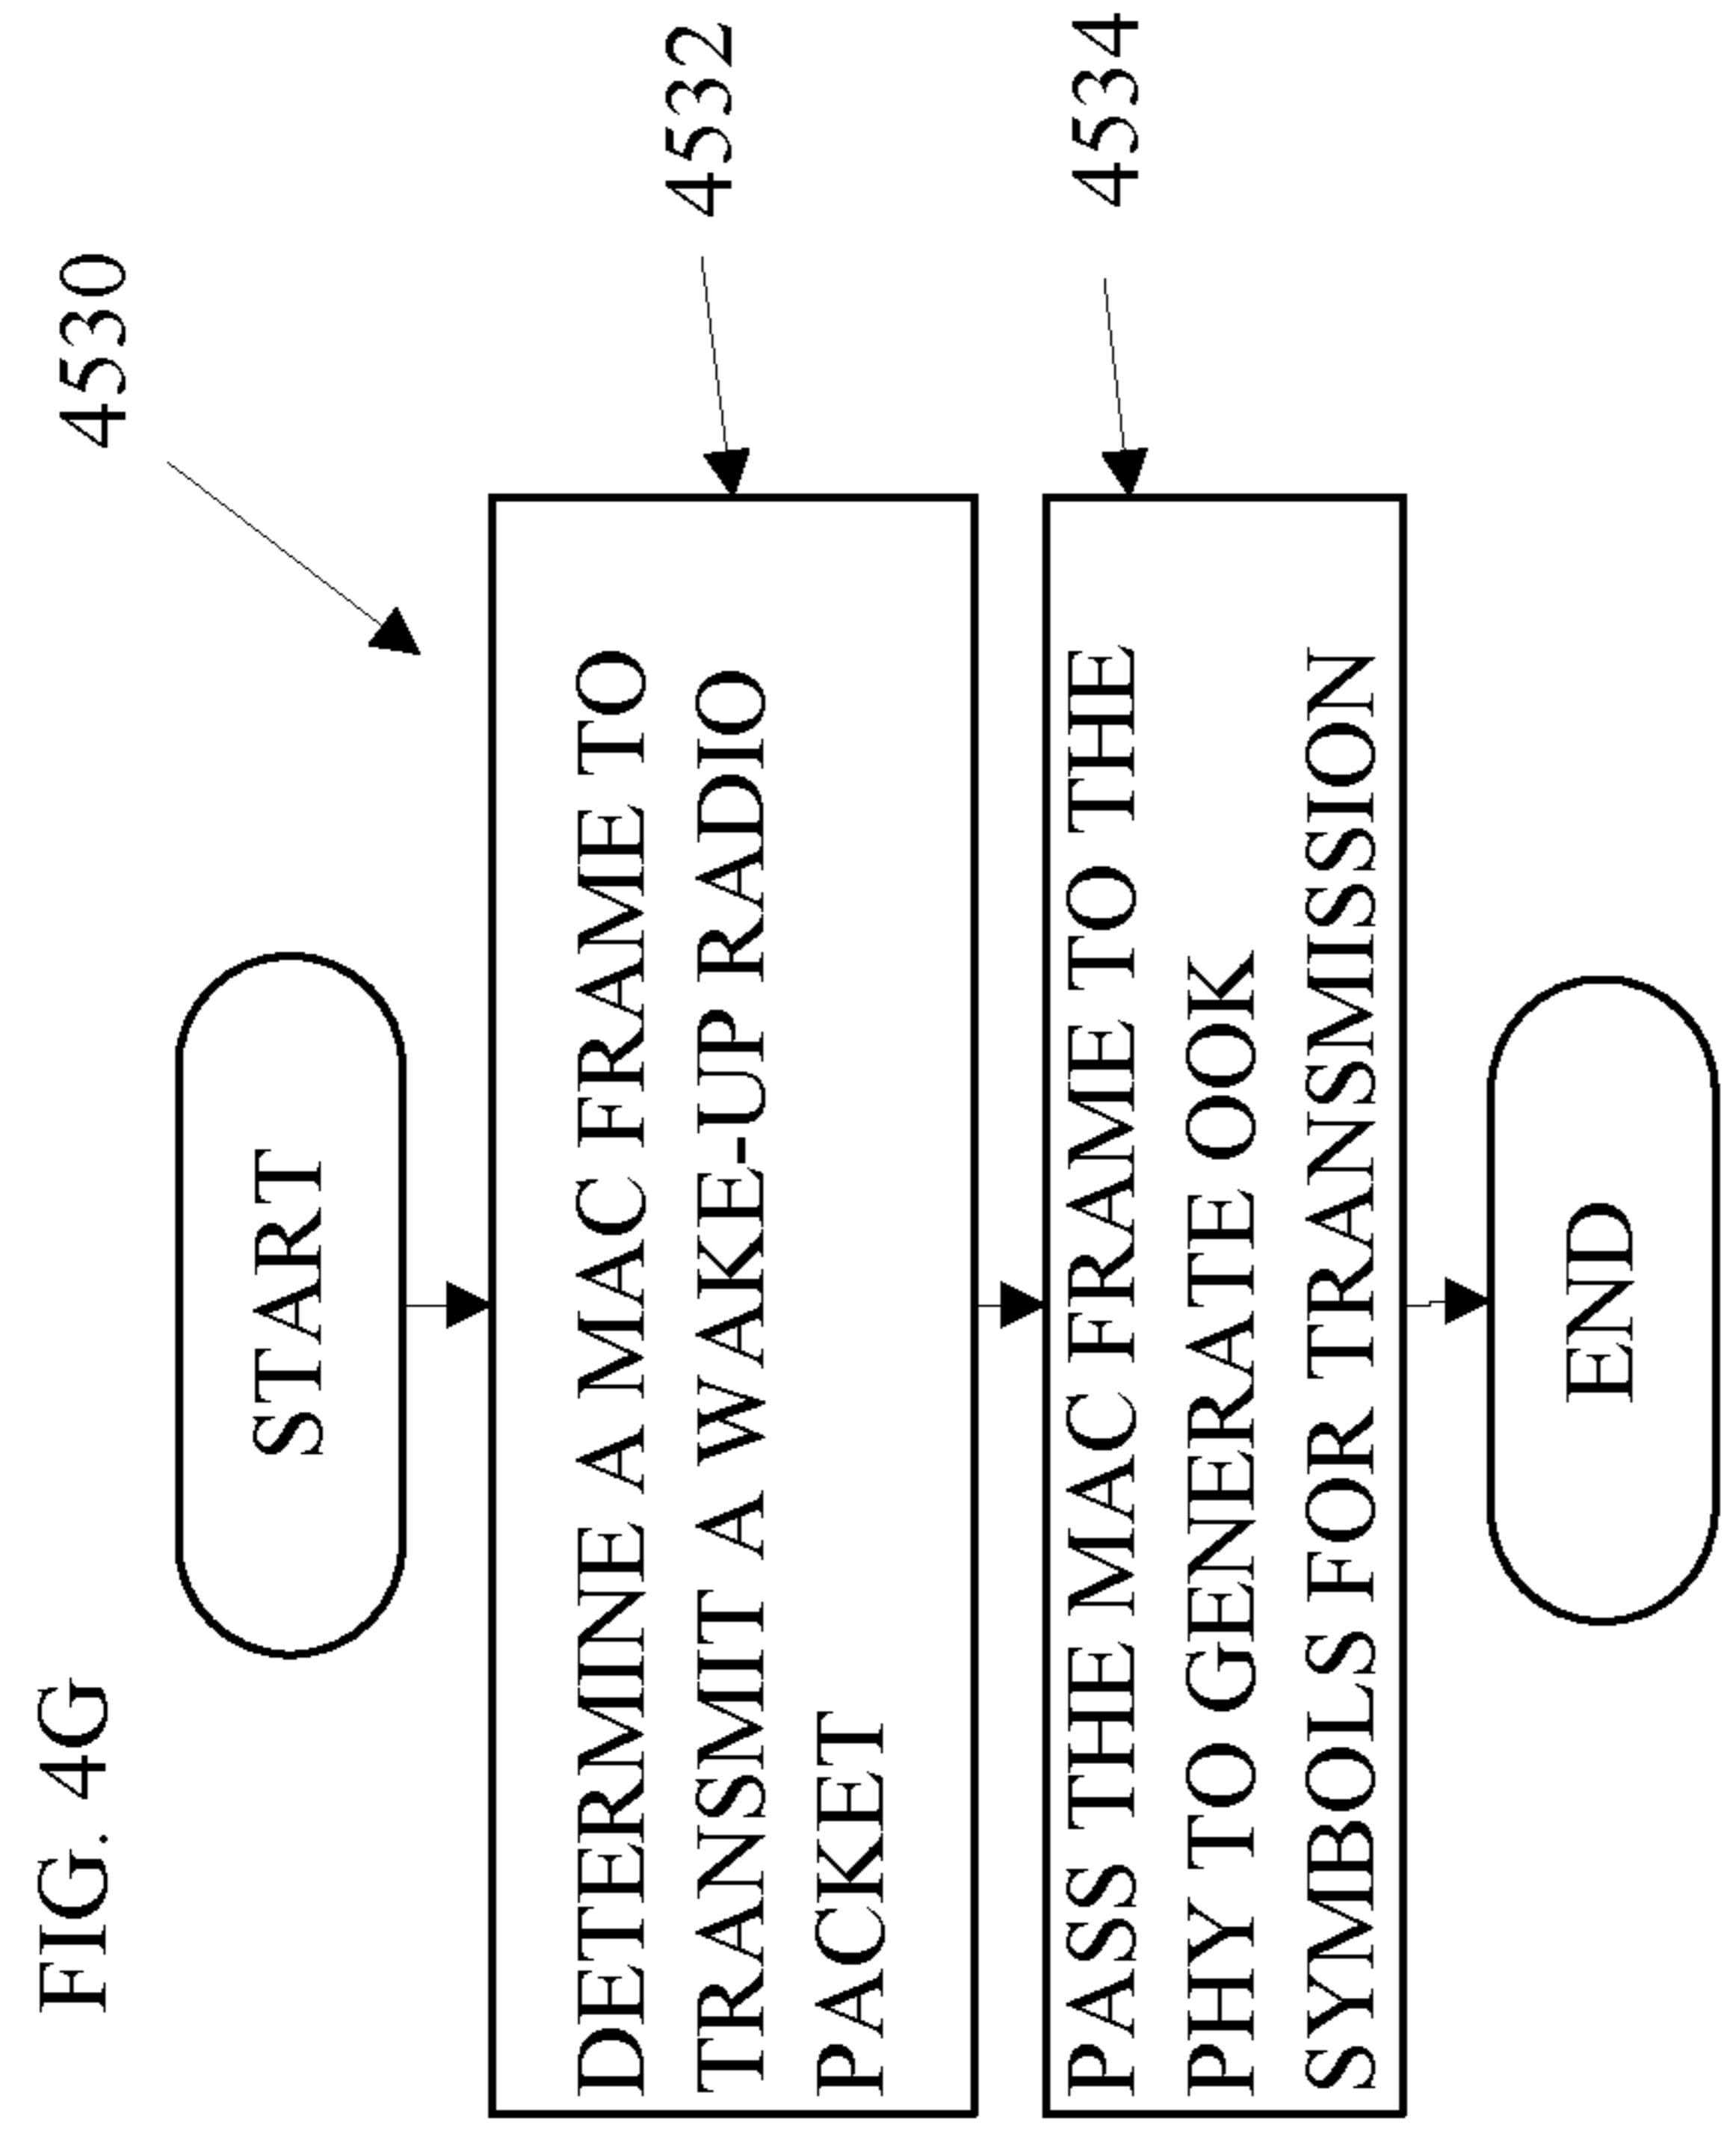 FIG. 4G
4530
START
DETERMINE A MAC FRAME TO
TRANSMIT A WAKE-UP RADIO
PACKET
4532
PASS THE MAC FRAME TO THE
PHY TO GENERATE OOK
SYMBOLS FOR TRANSMISSION
4534
END